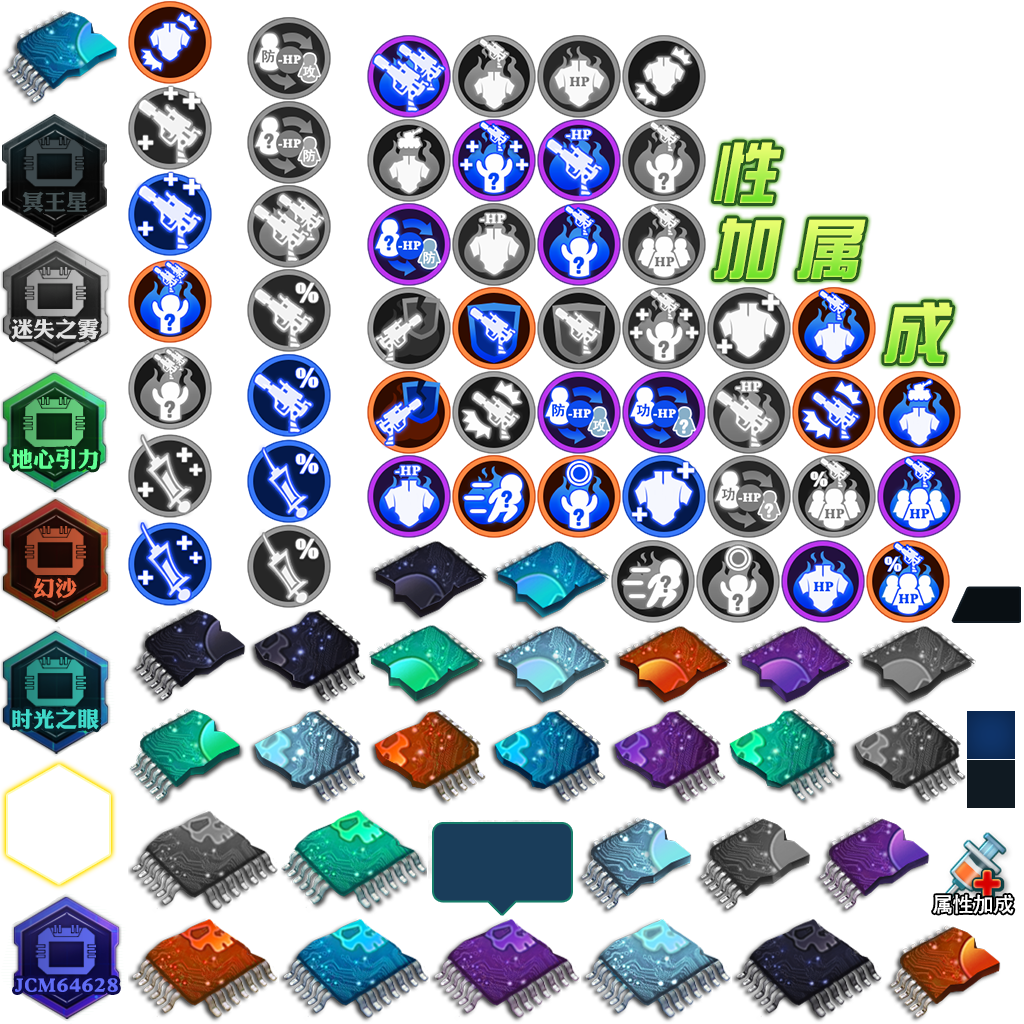 防 -HP 攻
HP
HP
-HP 防
-HP
冥王星
性
-HP 防
-HP
HP
加属
迷失之雾
%
成
%
防 -HP 攻
功 -HP ?
-HP
地心引力
%
-HP
功 -HP ?
% HP
HP
%
HP
% HP
幻沙
时光之眼
属性加成
JCM64628